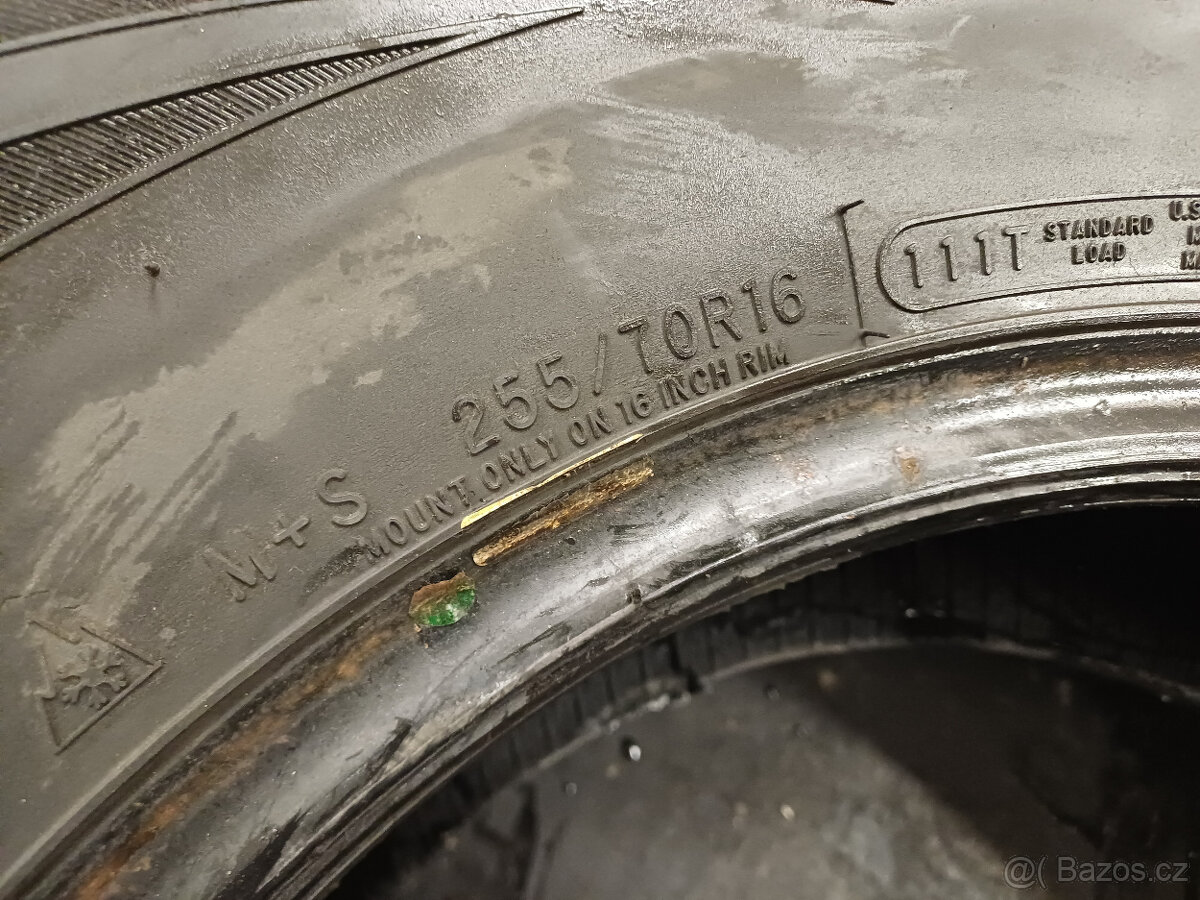 111T STANDARD LOAD
255/70R16
MOUNT ONLY ON 16 INCH RIM
M+S
@( Bazos.cz